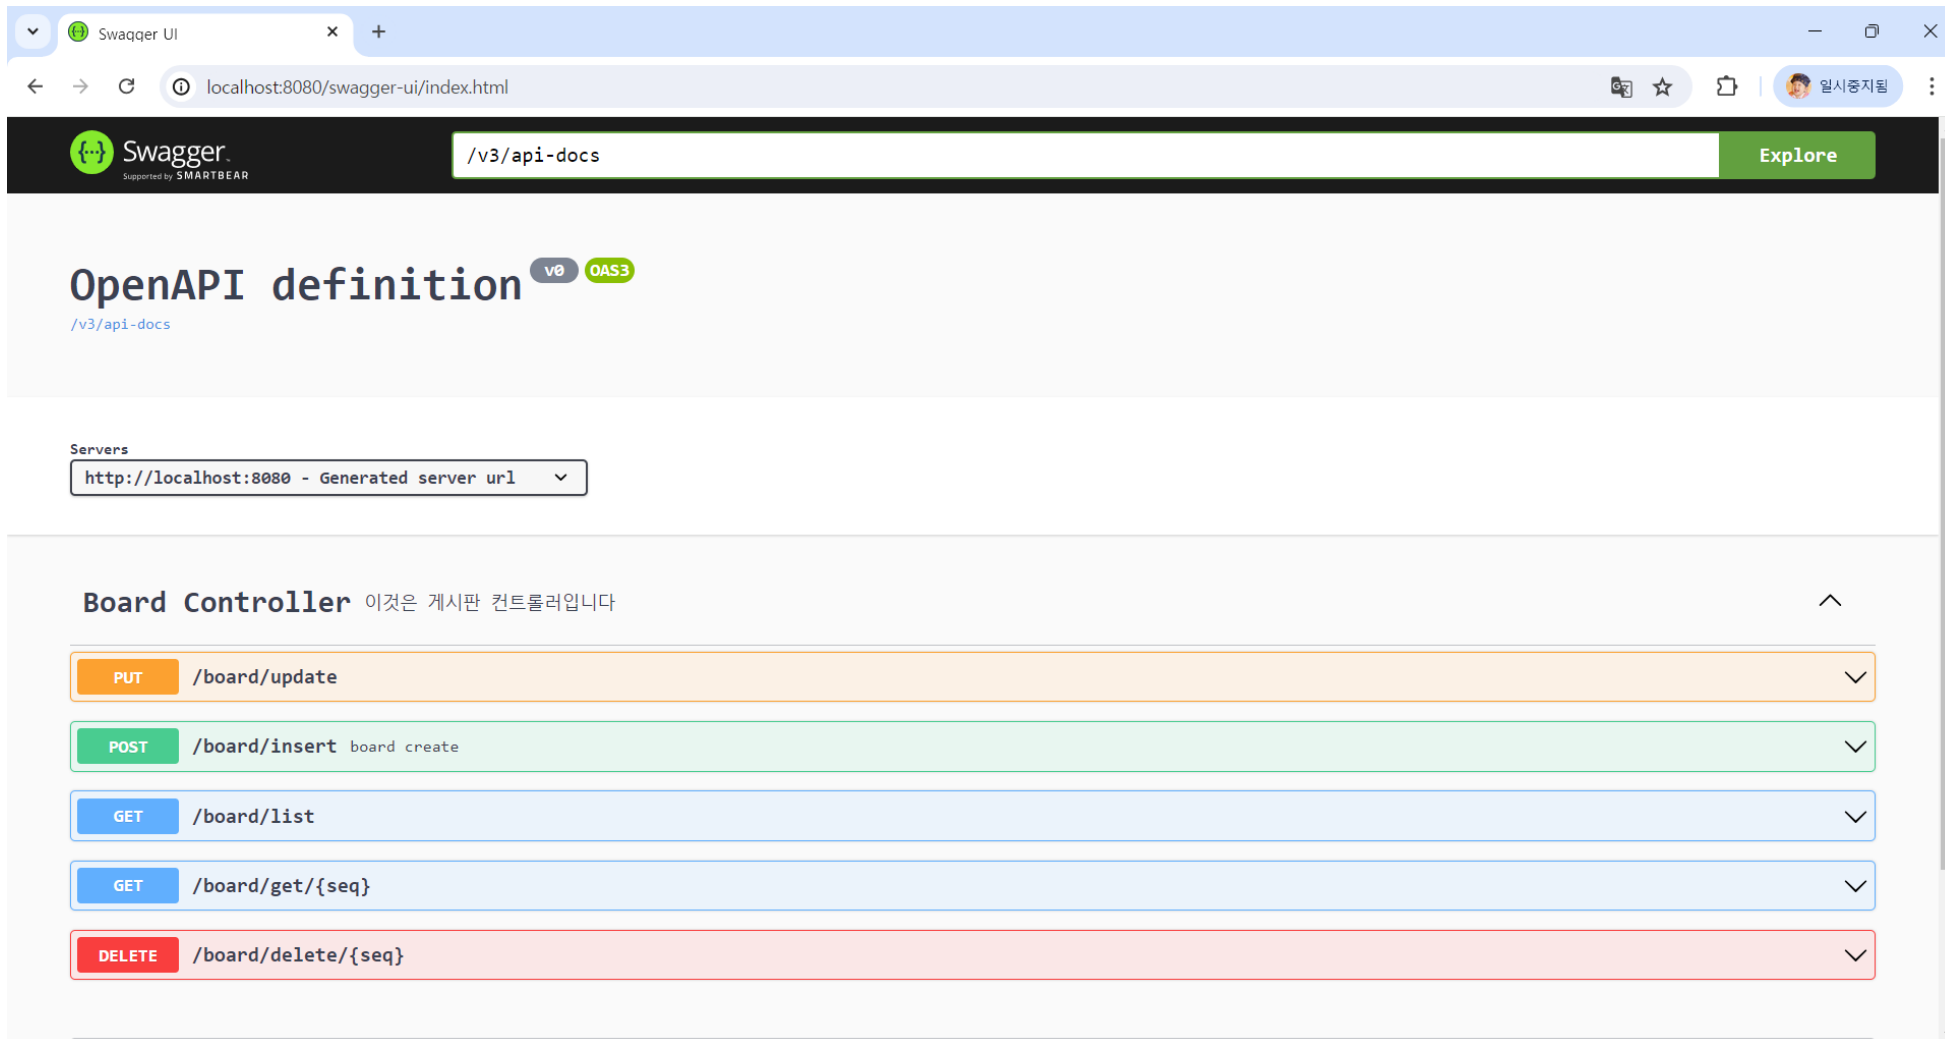 Swagger UI
localhost:8080/swagger-ui/index.html
일시중지됨
Swagger.
Supported by SMARTBEAR
/v3/api-docs
Explore
OpenAPI definition v0 OAS3
/v3/api-docs
Servers
http://localhost:8080 - Generated server url
Board Controller 이것은 게시판 컨트롤러입니다
PUT /board/update
POST /board/insert board create
GET /board/list
GET /board/get/{seq}
DELETE /board/delete/{seq}